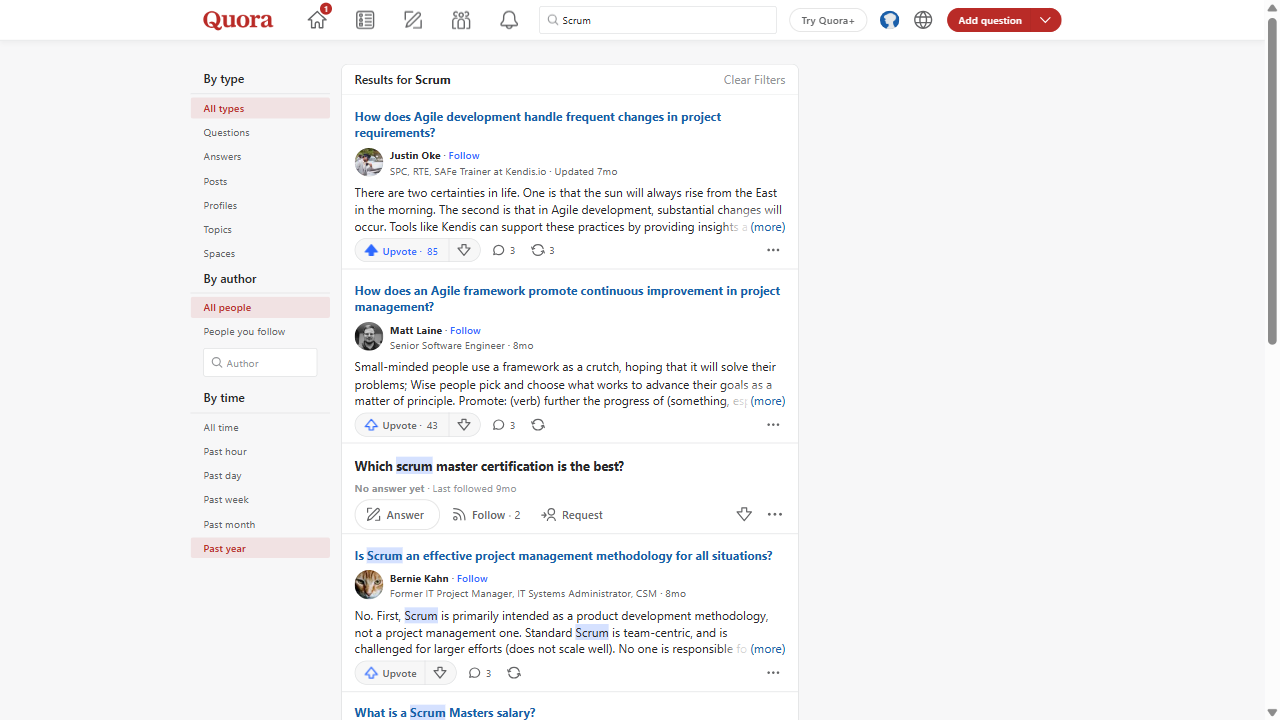 Quora
1
Scrum
Try Quora+
Add question
By type
All types
Questions
Answers
Posts
Profiles
Topics
Spaces
By author
All people
People you follow
Author
By time
All time
Past hour
Past day
Past week
Past month
Past year
Results for Scrum
Clear Filters
How does Agile development handle frequent changes in project
requirements?
Justin Oke · Follow
SPC, RTE, SAFe Trainer at Kendis.io · Updated 7mo
There are two certainties in life. One is that the sun will always rise from the East
in the morning. The second is that in Agile development, substantial changes will
occur. Tools like Kendis can support these practices by providing insights a (more)
Upvote · 85
3
3
How does an Agile framework promote continuous improvement in project
management?
Matt Laine · Follow
Senior Software Engineer · 8mo
Small-minded people use a framework as a crutch, hoping that it will solve their
problems; Wise people pick and choose what works to advance their goals as a
matter of principle. Promote: (verb) further the progress of (something, esp (more)
Upvote · 43
3
Which scrum master certification is the best?
No answer yet · Last followed 9mo
Answer
Follow · 2
Request
Is Scrum an effective project management methodology for all situations?
Bernie Kahn · Follow
Former IT Project Manager, IT Systems Administrator, CSM · 8mo
No. First, Scrum is primarily intended as a product development methodology,
not a project management one. Standard Scrum is team-centric, and is
challenged for larger efforts (does not scale well). No one is responsible fo (more)
Upvote
3
What is a Scrum Masters salary?